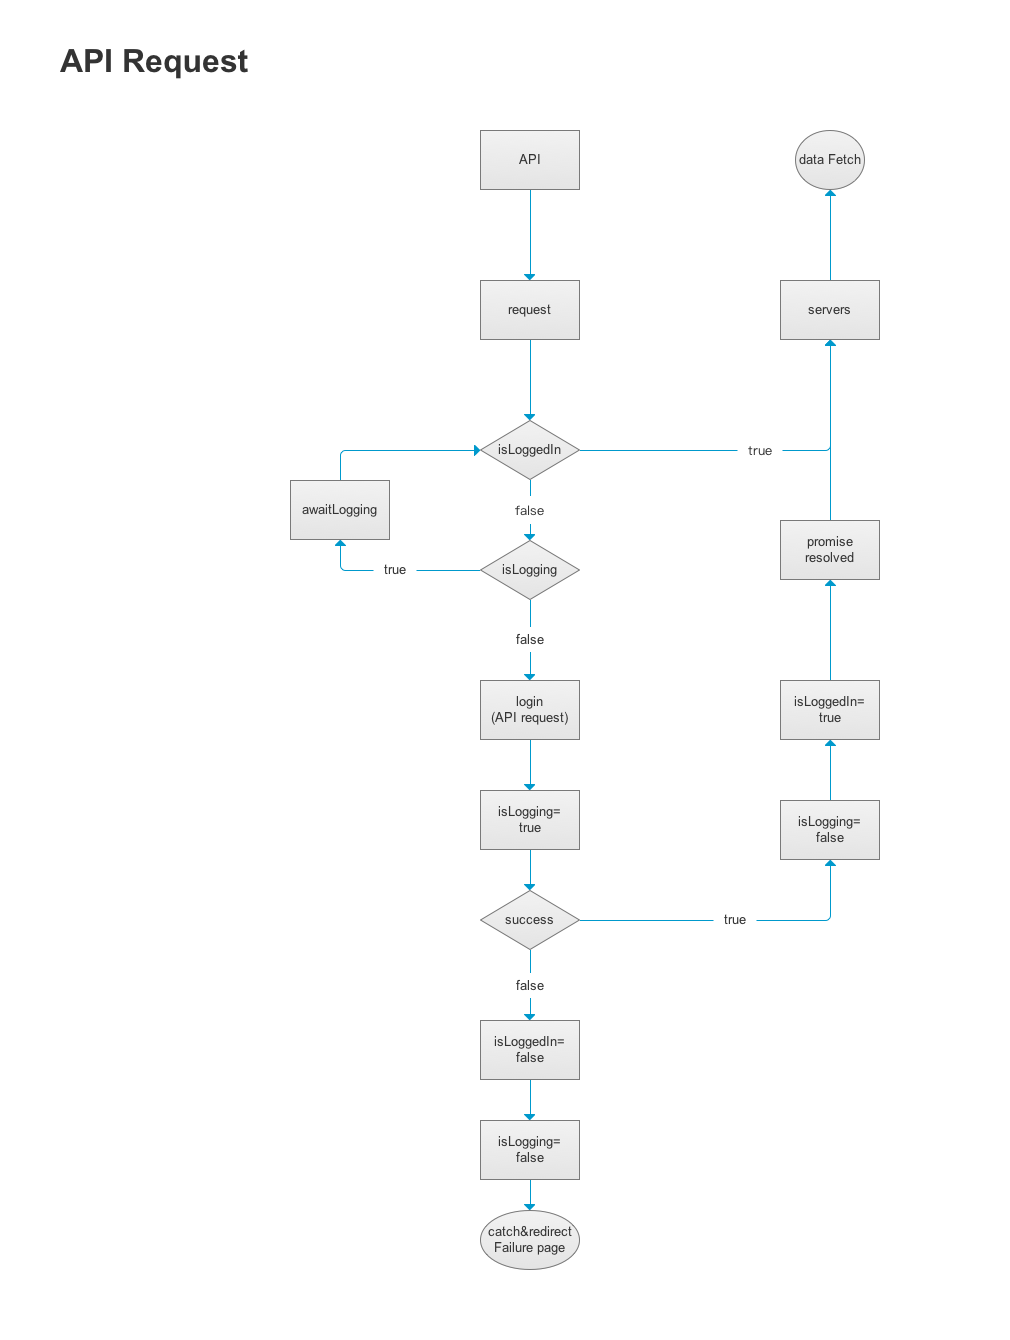 API Request
API
data Fetch
request
servers
isLoggedIn
true
awaitLogging
false
promise
resolved
true
isLogging
false
login
(API request)
isLoggedIn=
true
isLogging=
true
isLogging=
false
success
true
false
isLoggedIn=
false
isLogging=
false
catch&redirect
Failure page